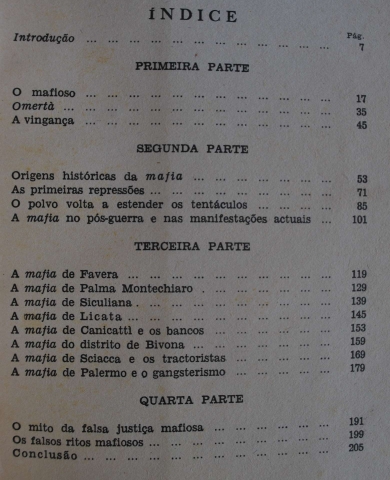 ÍNDICE
Pág.
Introdução ... ... ... ... ... ... ... ... ... ... 7
PRIMEIRA PARTE
O mafioso ... ... ... ... ... ... ... ... ... ... 17
Omertà ... ... ... ... ... ... ... ... ... ... ... 35
A vingança ... ... ... ... ... ... ... ... ... ... 45
SEGUNDA PARTE
Origens históricas da mafia ... ... ... ... ... ... 53
As primeiras repressões ... ... ... ... ... ... ... 71
O polvo volta a estender os tentáculos ... ... ... 85
A mafia no pós-guerra e nas manifestações actuais ... 101
TERCEIRA PARTE
A mafia de Favera ... ... ... ... ... ... ... ... 119
A mafia de Palma Montechiaro . ... ... ... ... ... 129
A mafia de Siculiana . ... ... ... ... ... ... ... 139
A mafia de Licata ... ... ... ... ... ... ... ... 145
A mafia de Canicatti e os bancos ... ... ... ... ... 153
A mafia do distrito de Bivona ... ... ... ... ... ... 159
A mafia de Sciacca e os tractoristas ... ... ... ... 169
A mafia de Palermo e o gangsterismo ... ... ... ... 179
QUARTA PARTE
O mito da falsa justiça mafiosa ... ... ... ... ... 191
Os falsos ritos mafiosos ... ... ... ... ... ... ... 199
Conclusão ... ... ... ... ... ... ... ... ... ... 205